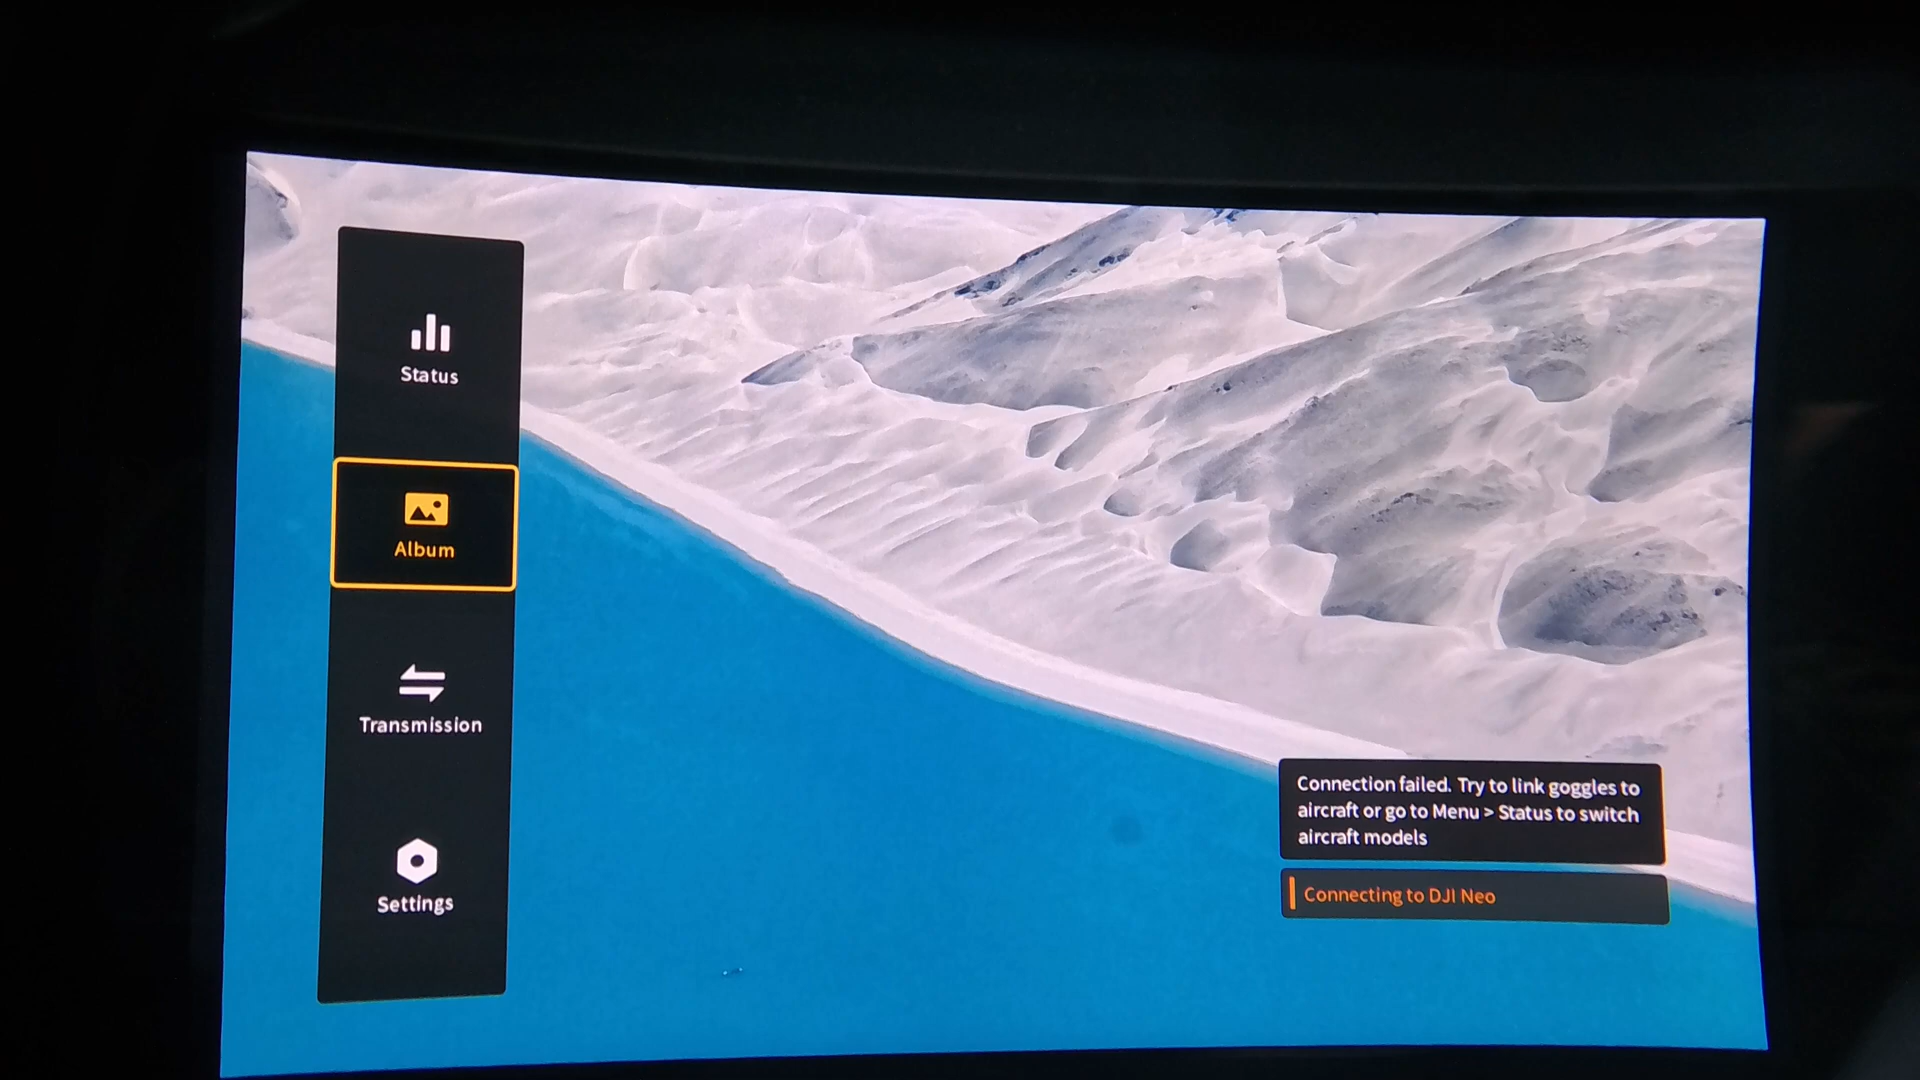 Status
Album
Transmission
Settings
Connection failed. Try to link goggles to
aircraft or go to Menu > Status to switch
aircraft models
Connecting to DJI Neo